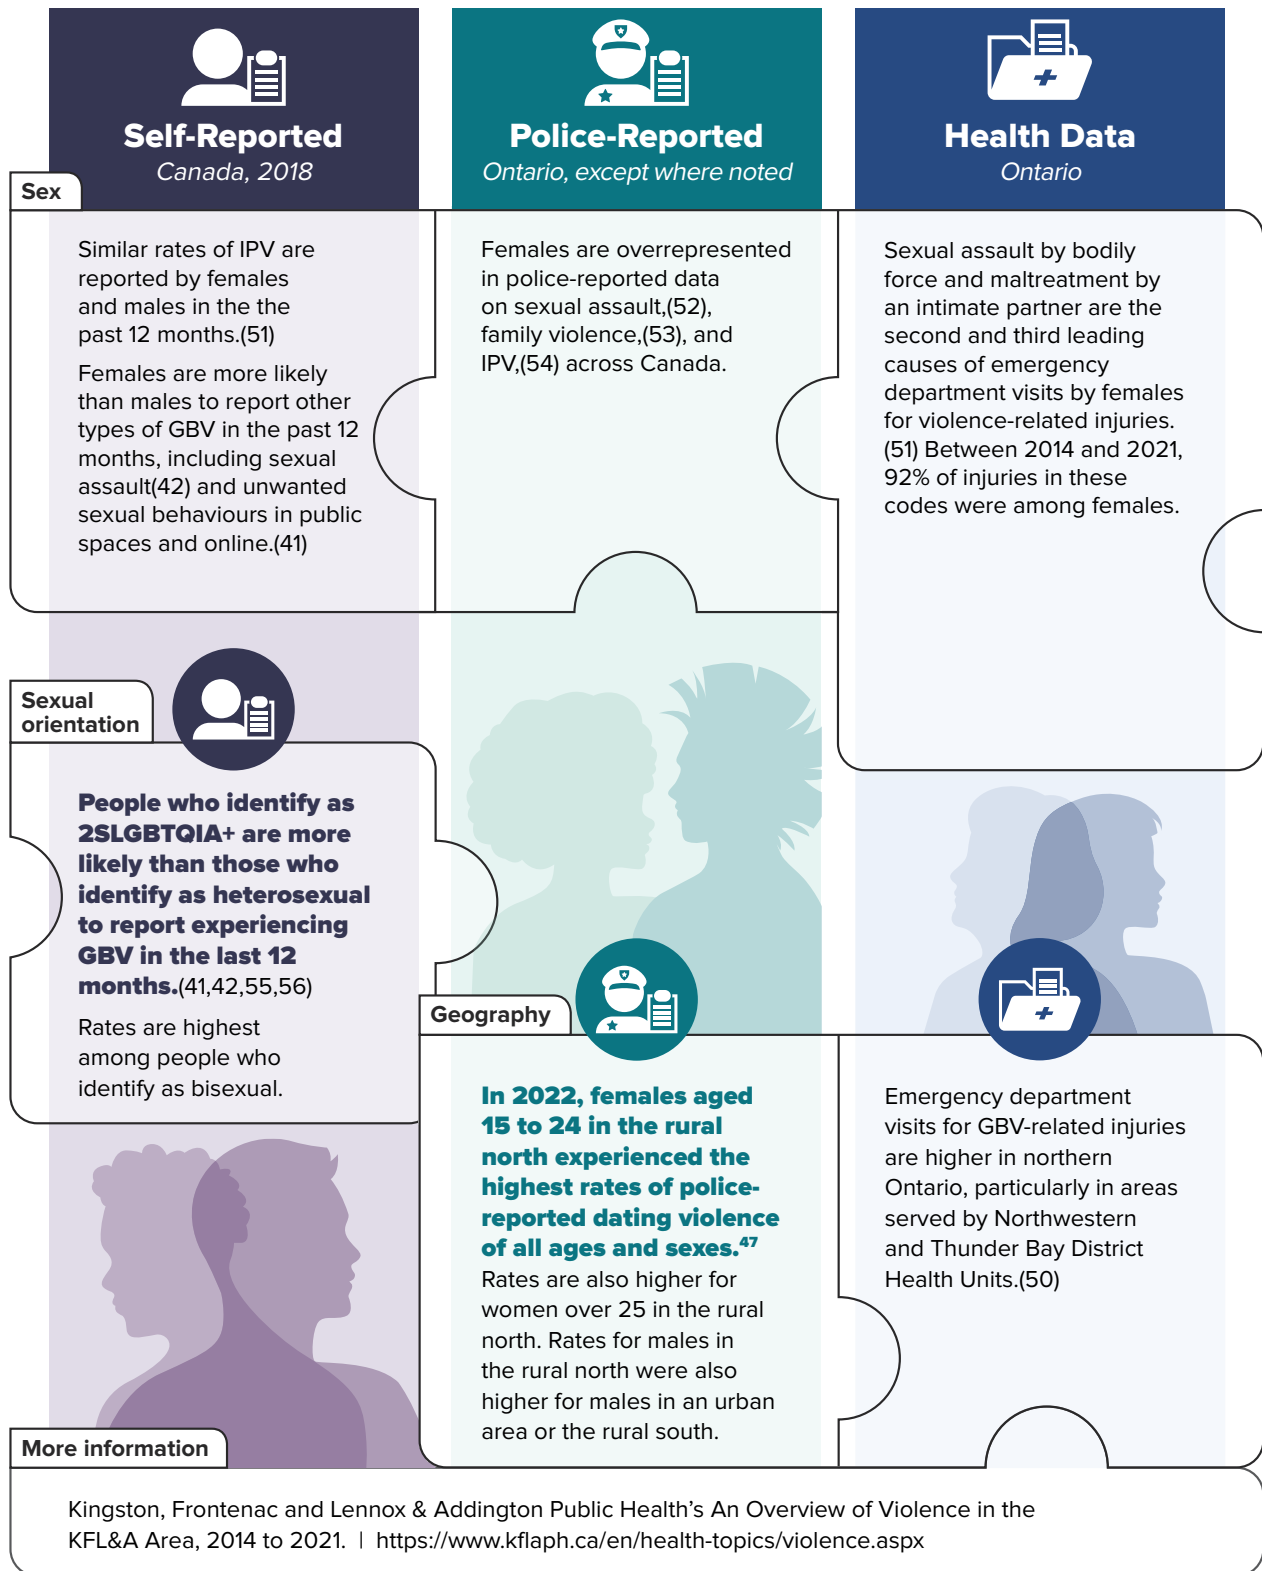 Self-Reported
Canada, 2018
Police-Reported
Ontario, except where noted
Health Data
Ontario
Sex
Similar rates of IPV are
reported by females
and males in the the
past 12 months.(51)
Females are more likely
than males to report other
types of GBV in the past 12
months, including sexual
assault(42) and unwanted
sexual behaviours in public
spaces and online.(41)
Females are overrepresented
in police-reported data
on sexual assault,(52),
family violence,(53), and
IPV,(54) across Canada.
Sexual assault by bodily
force and maltreatment by
an intimate partner are the
second and third leading
causes of emergency
department visits by females
for violence-related injuries.
(51) Between 2014 and 2021,
92% of injuries in these
codes were among females.
Sexual
orientation
People who identify as
2SLGBTQIA+ are more
likely than those who
identify as heterosexual
to report experiencing
GBV in the last 12
months.(41,42,55,56)
Rates are highest
among people who
identify as bisexual.
Geography
In 2022, females aged
15 to 24 in the rural
north experienced the
highest rates of police-
reported dating violence
of all ages and sexes.47
Rates are also higher for
women over 25 in the rural
north. Rates for males in
the rural north were also
higher for males in an urban
area or the rural south.
Emergency department
visits for GBV-related injuries
are higher in northern
Ontario, particularly in areas
served by Northwestern
and Thunder Bay District
Health Units.(50)
More information
Kingston, Frontenac and Lennox & Addington Public Health's An Overview of Violence in the
KFL&A Area, 2014 to 2021. | https://www.kflaph.ca/en/health-topics/violence.aspx